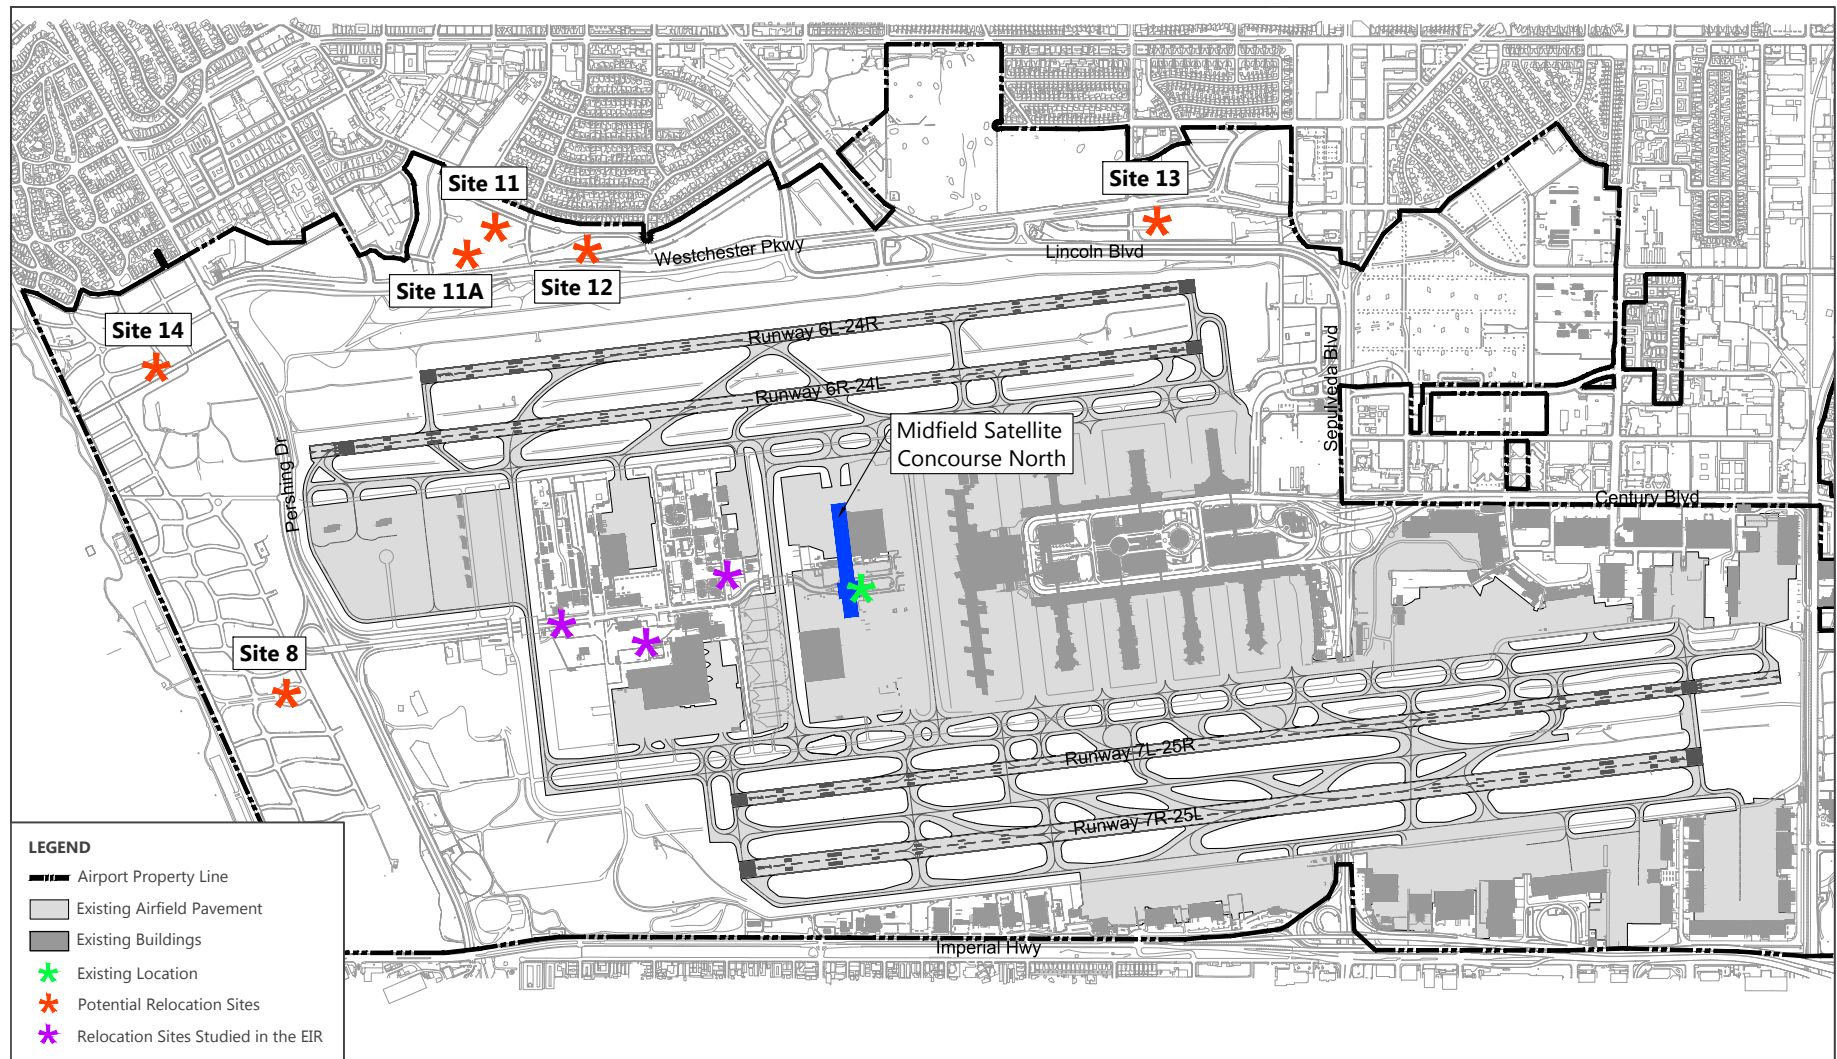 Site 11
Site 13
Westchester Pkwy
Lincoln Blvd
Site 11A
Site 12
Site 14
Runway 6L-24R
Runway 6R-24L
Sepulveda Blvd
Midfield Satellite
Concourse North
Pershing Dr
Century Blvd
Site 8
Runway 7L-25R
Runway 7R-25L
Imperial Hwy
LEGEND
Airport Property Line
Existing Airfield Pavement
Existing Buildings
Existing Location
Potential Relocation Sites
Relocation Sites Studied in the EIR